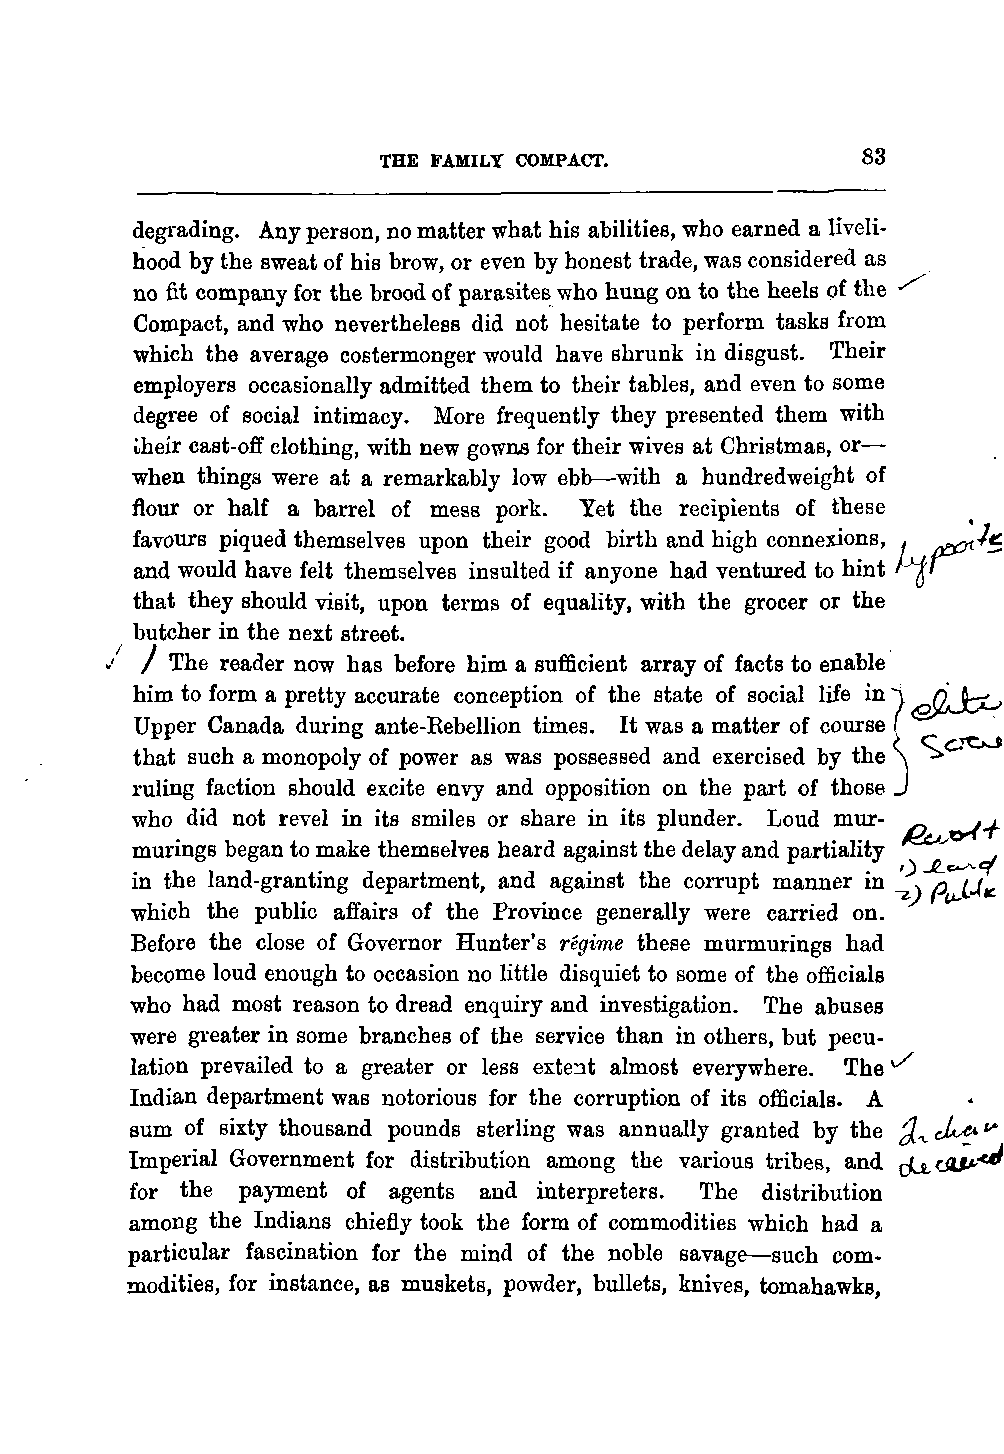 THE FAMILY COMPACT. 83
degrading. Any person, no matter what his abilities, who earned a liveli-
hood by the sweat of his brow, or even by honest trade, was considered as
no fit company for the brood of parasites who hung on to the heels of the
Compact, and who nevertheless did not hesitate to perform tasks from
which the average costermonger would have shrunk in disgust. Their
employers occasionally admitted them to their tables, and even to some
degree of social intimacy. More frequently they presented them with
their cast-off clothing, with new gowns for their wives at Christmas, or—
when things were at a remarkably low ebb—with a hundredweight of
flour or half a barrel of mess pork. Yet the recipients of these
favours piqued themselves upon their good birth and high connexions,
and would have felt themselves insulted if anyone had ventured to hint
that they should visit, upon terms of equality, with the grocer or the
butcher in the next street.
The reader now has before him a sufficient array of facts to enable
him to form a pretty accurate conception of the state of social life in
Upper Canada during ante-Rebellion times. It was a matter of course
that such a monopoly of power as was possessed and exercised by the
ruling faction should excite envy and opposition on the part of those
who did not revel in its smiles or share in its plunder. Loud mur-
murings began to make themselves heard against the delay and partiality
in the land-granting department, and against the corrupt manner in
which the public affairs of the Province generally were carried on.
Before the close of Governor Hunter's régime these murmurings had
become loud enough to occasion no little disquiet to some of the officials
who had most reason to dread enquiry and investigation. The abuses
were greater in some branches of the service than in others, but pecu-
lation prevailed to a greater or less extent almost everywhere. The
Indian department was notorious for the corruption of its officials. A
sum of sixty thousand pounds sterling was annually granted by the
Imperial Government for distribution among the various tribes, and
for the payment of agents and interpreters. The distribution
among the Indians chiefly took the form of commodities which had a
particular fascination for the mind of the noble savage—such com-
modities, for instance, as muskets, powder, bullets, knives, tomahawks,
elite
Revolt
1) land
2) Public